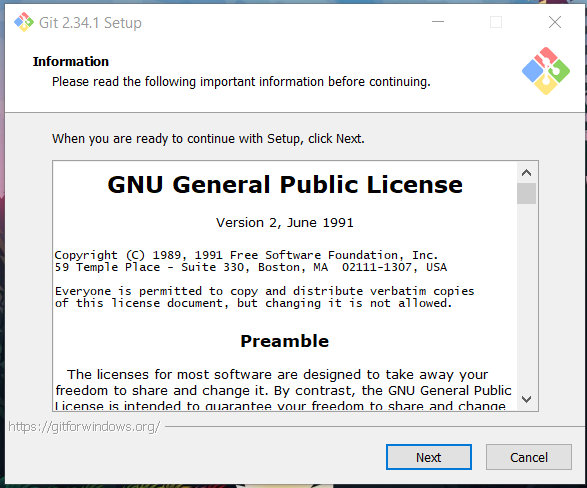 Git 2.34.1 Setup
Information
Please read the following important information before continuing.
When you are ready to continue with Setup, click Next.
GNU General Public License
Version 2, June 1991
Copyright (C) 1989, 1991 Free Software Foundation, Inc.
59 Temple Place - Suite 330, Boston, MA  02111-1307, USA
Everyone is permitted to copy and distribute verbatim copies
of this license document, but changing it is not allowed.
Preamble
The licenses for most software are designed to take away your
freedom to share and change it. By contrast, the GNU General Public
License is intended to guarantee your freedom to share and change
https://gitforwindows.org/
Next
Cancel